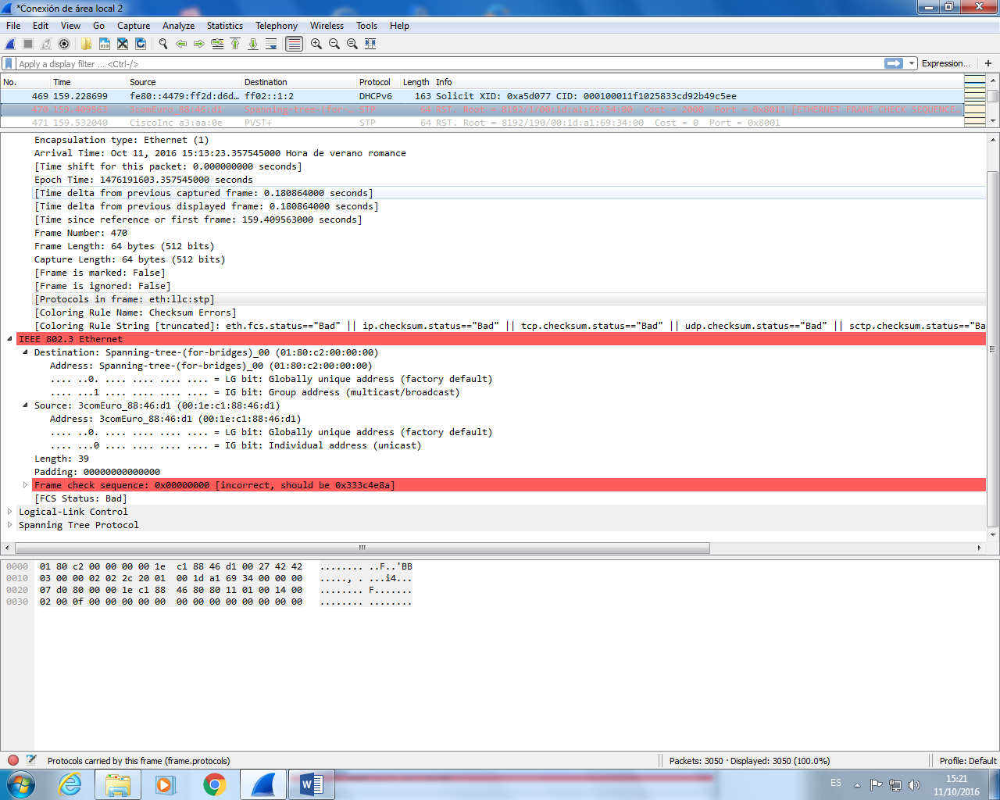 *Conexión de área local 2
File Edit View Go Capture Analyze Statistics Telephony Wireless Tools Help
Apply a display filter ... <Ctrl-/> Expression... +
No. Time Source Destination Protocol Length Info
469 159.228699 fe80::4479:ff2d:d6d… ff02::1:2 DHCPv6 163 Solicit XID: 0xa5d077 CID: 000100011f1025833cd92b49c5ee
470 159.409563 3comEuro_88:46:d1 Spanning-tree-(for-… STP 64 RST. Root = 8192/1/00:1d:a1:69:34:00 Cost = 2000 Port = 0x8011 [ETHERNET FRAME CHECK SEQUENCE…
471 159.532040 CiscoInc_a3:aa:0e PVST+ STP 64 RST. Root = 8192/190/00:1d:a1:69:34:00 Cost = 0 Port = 0x8001
Encapsulation type: Ethernet (1)
Arrival Time: Oct 11, 2016 15:13:23.357545000 Hora de verano romance
[Time shift for this packet: 0.000000000 seconds]
Epoch Time: 1476191603.357545000 seconds
[Time delta from previous captured frame: 0.180864000 seconds]
[Time delta from previous displayed frame: 0.180864000 seconds]
[Time since reference or first frame: 159.409563000 seconds]
Frame Number: 470
Frame Length: 64 bytes (512 bits)
Capture Length: 64 bytes (512 bits)
[Frame is marked: False]
[Frame is ignored: False]
[Protocols in frame: eth:llc:stp]
[Coloring Rule Name: Checksum Errors]
[Coloring Rule String [truncated]: eth.fcs.status=="Bad" || ip.checksum.status=="Bad" || tcp.checksum.status=="Bad" || udp.checksum.status=="Bad" || sctp.checksum.status=="Ba
IEEE 802.3 Ethernet
Destination: Spanning-tree-(for-bridges)_00 (01:80:c2:00:00:00)
Address: Spanning-tree-(for-bridges)_00 (01:80:c2:00:00:00)
.... ..0. .... .... .... .... = LG bit: Globally unique address (factory default)
.... ...1 .... .... .... .... = IG bit: Group address (multicast/broadcast)
Source: 3comEuro_88:46:d1 (00:1e:c1:88:46:d1)
Address: 3comEuro_88:46:d1 (00:1e:c1:88:46:d1)
.... ..0. .... .... .... .... = LG bit: Globally unique address (factory default)
.... ...0 .... .... .... .... = IG bit: Individual address (unicast)
Length: 39
Padding: 00000000000000
Frame check sequence: 0x00000000 [incorrect, should be 0x333c4e8a]
[FCS Status: Bad]
Logical-Link Control
Spanning Tree Protocol
0000 01 80 c2 00 00 00 00 1e c1 88 46 d1 00 27 42 42 ........ ..F..'BB
0010 03 00 00 02 02 2c 20 01 00 1d a1 69 34 00 00 00 ....., . ...i4...
0020 07 d0 80 00 00 1e c1 88 46 80 80 11 01 00 14 00 ........ F.......
0030 02 00 0f 00 00 00 00 00 00 00 00 00 00 00 00 00 ........ ........
Protocols carried by this frame (frame.protocols) Packets: 3050 · Displayed: 3050 (100.0%) Profile: Default
ES 15:21
11/10/2016